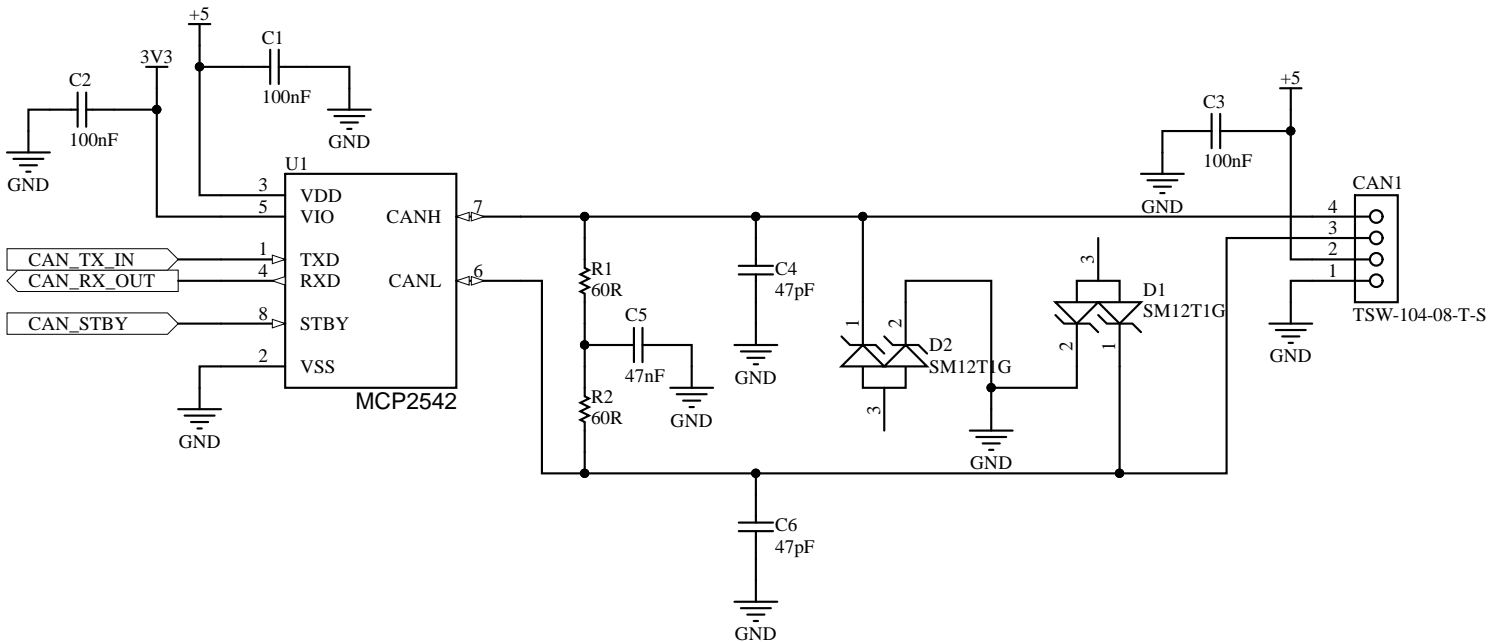 +5
C1
100nF
GND
3V3
C2
100nF
GND
U1
3 VDD
5 VIO
1 TXD
4 RXD
8 STBY
2 VSS
CANH 7
CANL 6
MCP2542
CAN_TX_IN
CAN_RX_OUT
CAN_STBY
GND
R1
60R
R2
60R
C5
47nF
GND
C4
47pF
GND
C6
47pF
GND
1
2
3
D2
SM12T1G
GND
3
2
1
D1
SM12T1G
+5
C3
100nF
GND
CAN1
4
3
2
1
TSW-104-08-T-S
GND